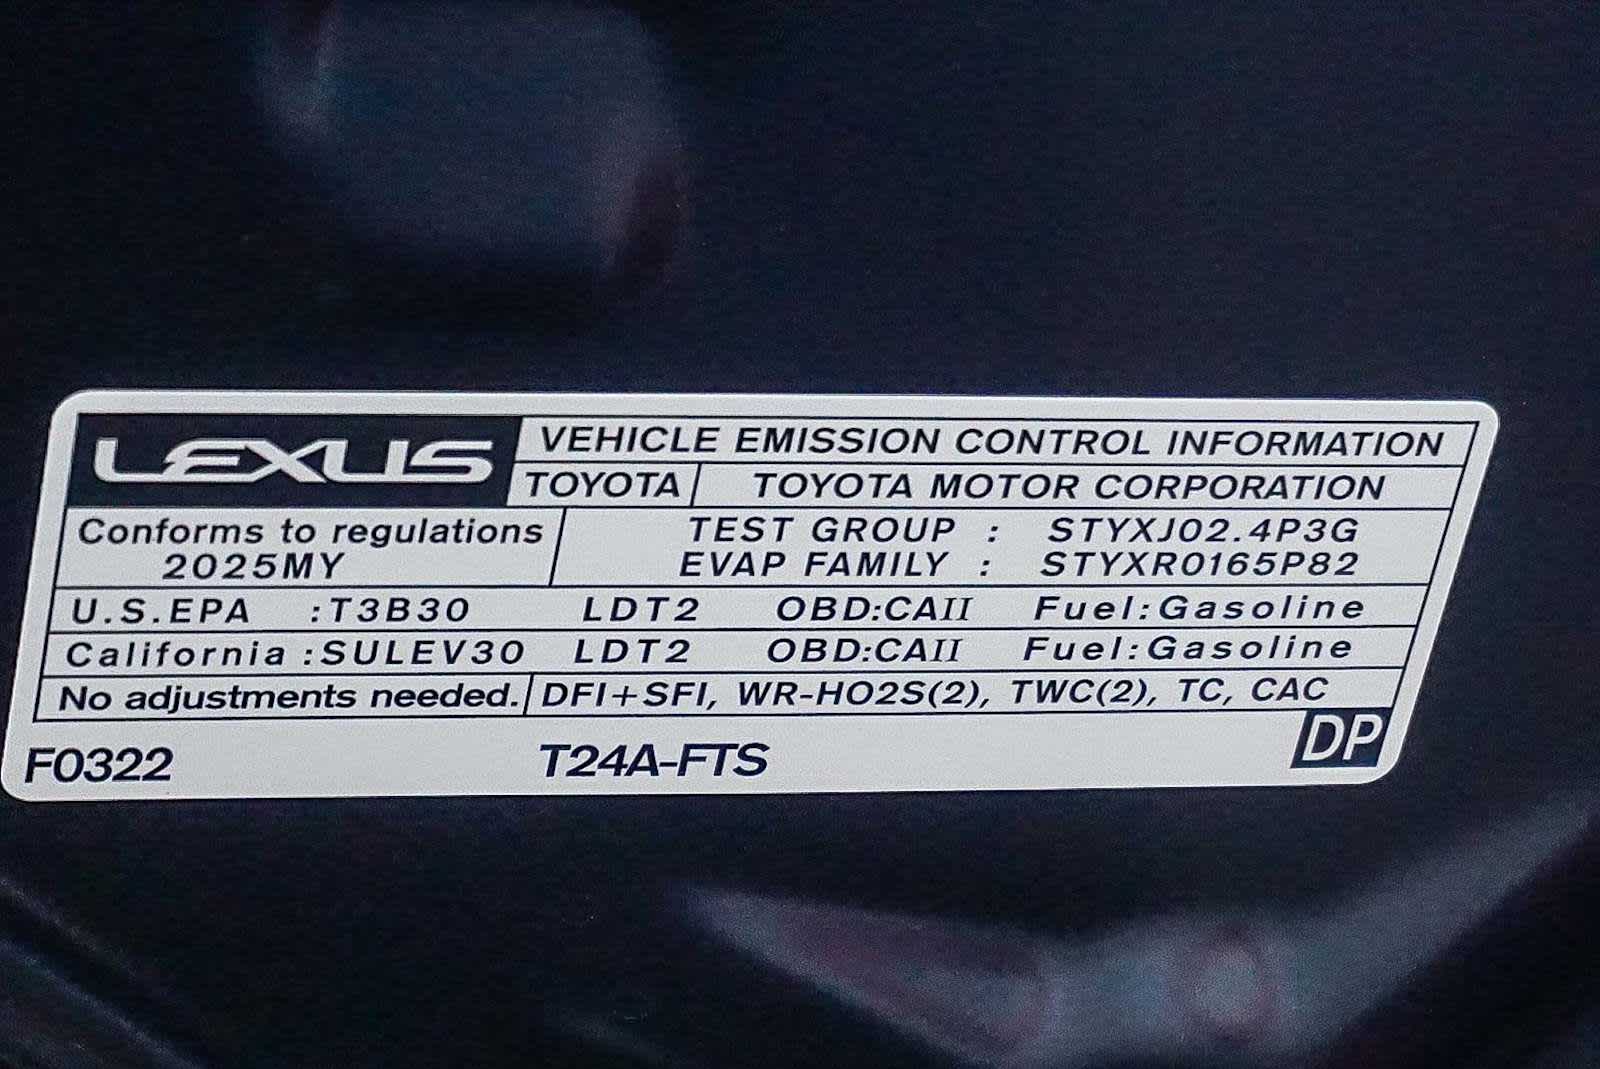 LEXUS
VEHICLE EMISSION CONTROL INFORMATION
TOYOTA TOYOTA MOTOR CORPORATION
Conforms to regulations
2025MY
TEST GROUP : STYXJ02.4P3G
EVAP FAMILY : STYXR0165P82
U.S.EPA :T3B30 LDT2 OBD:CAII Fuel:Gasoline
California :SULEV30 LDT2 OBD:CAII Fuel:Gasoline
No adjustments needed. DFI+SFI, WR-HO2S(2), TWC(2), TC, CAC
F0322 T24A-FTS DP